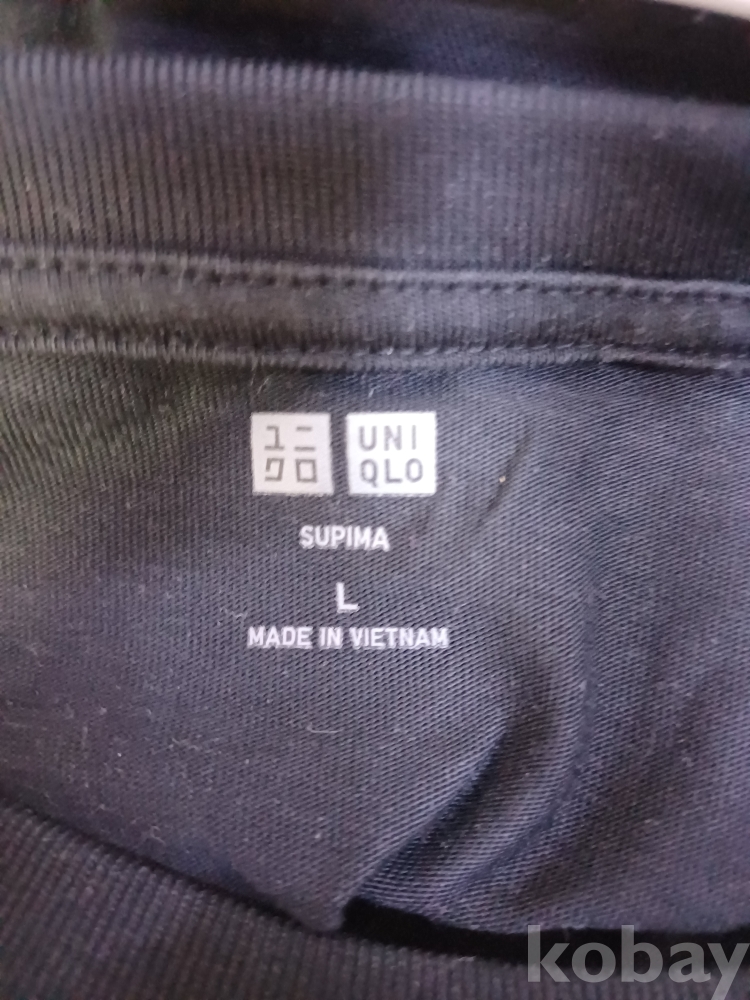 ユニ
クロ
UNI
QLO
SUPIMA
L
MADE IN VIETNAM
kobay